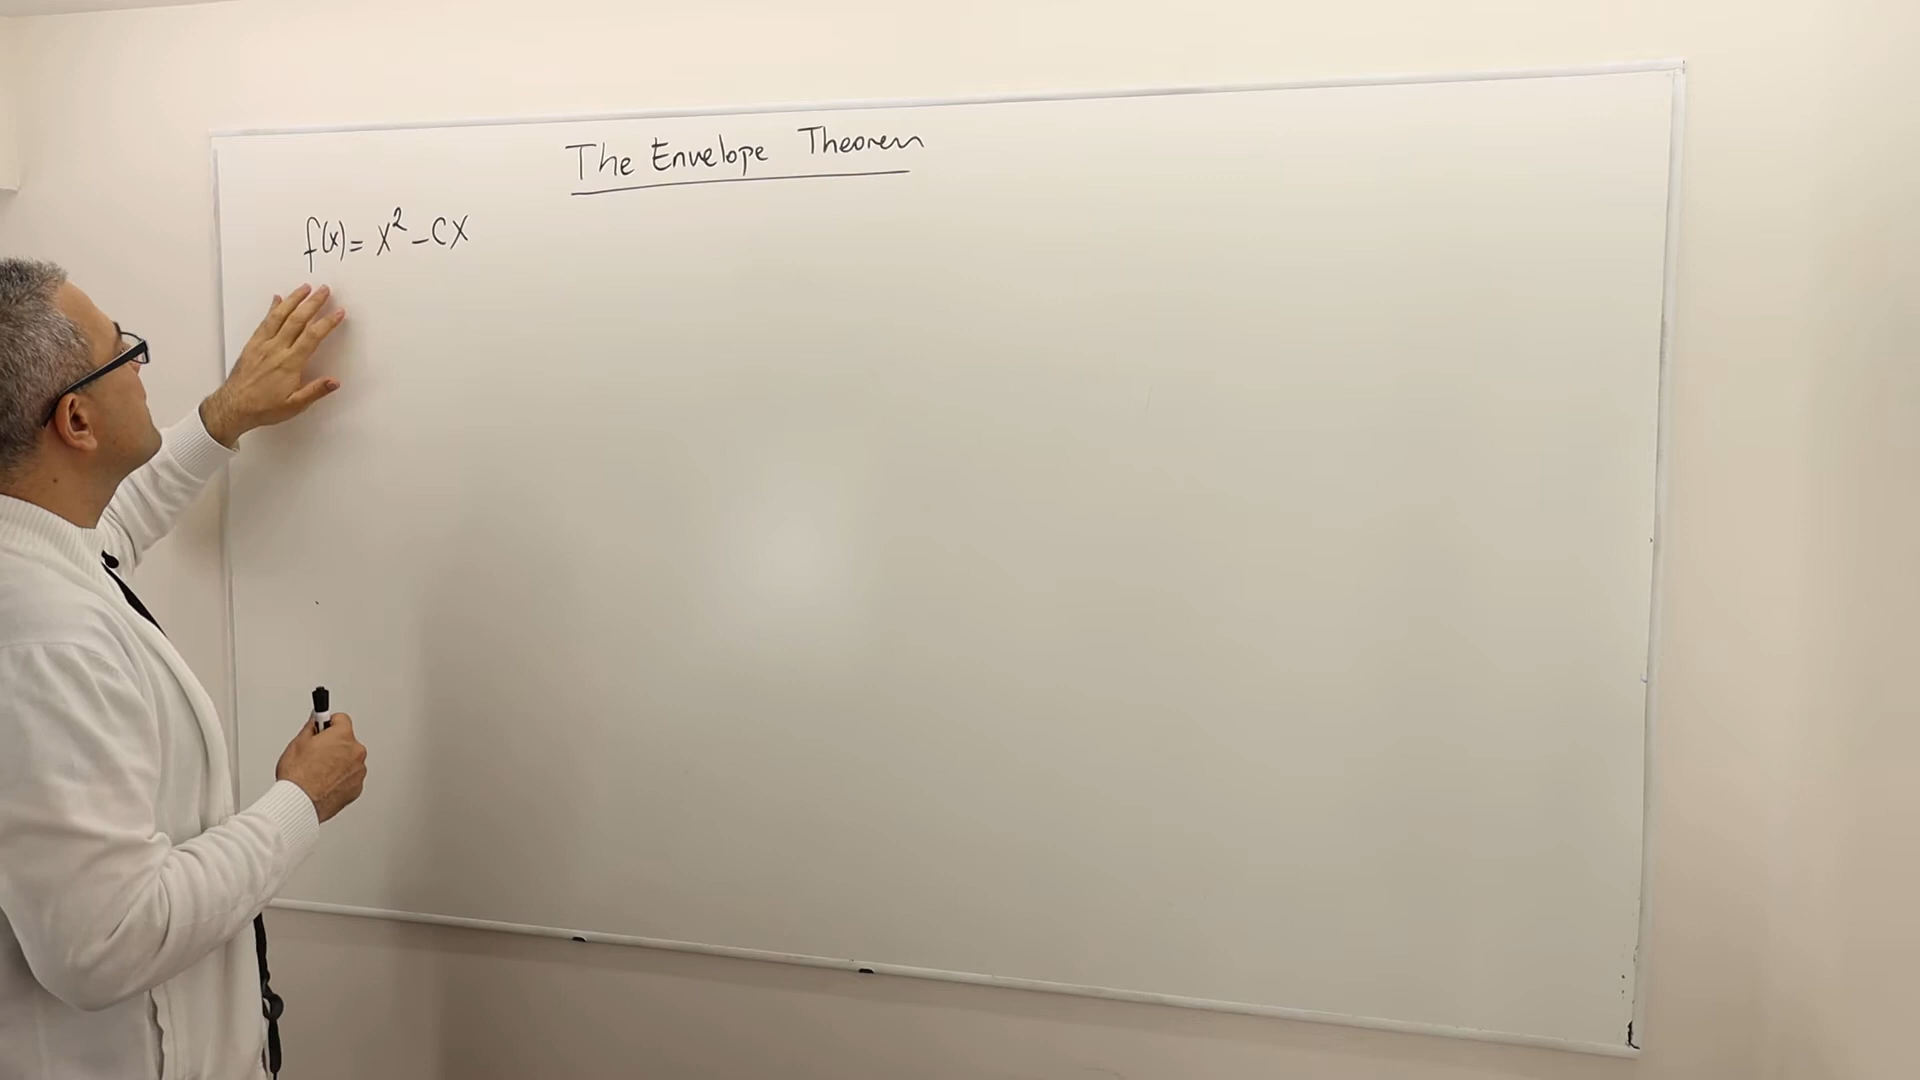 The Envelope Theorem
f(x) = x² - cx